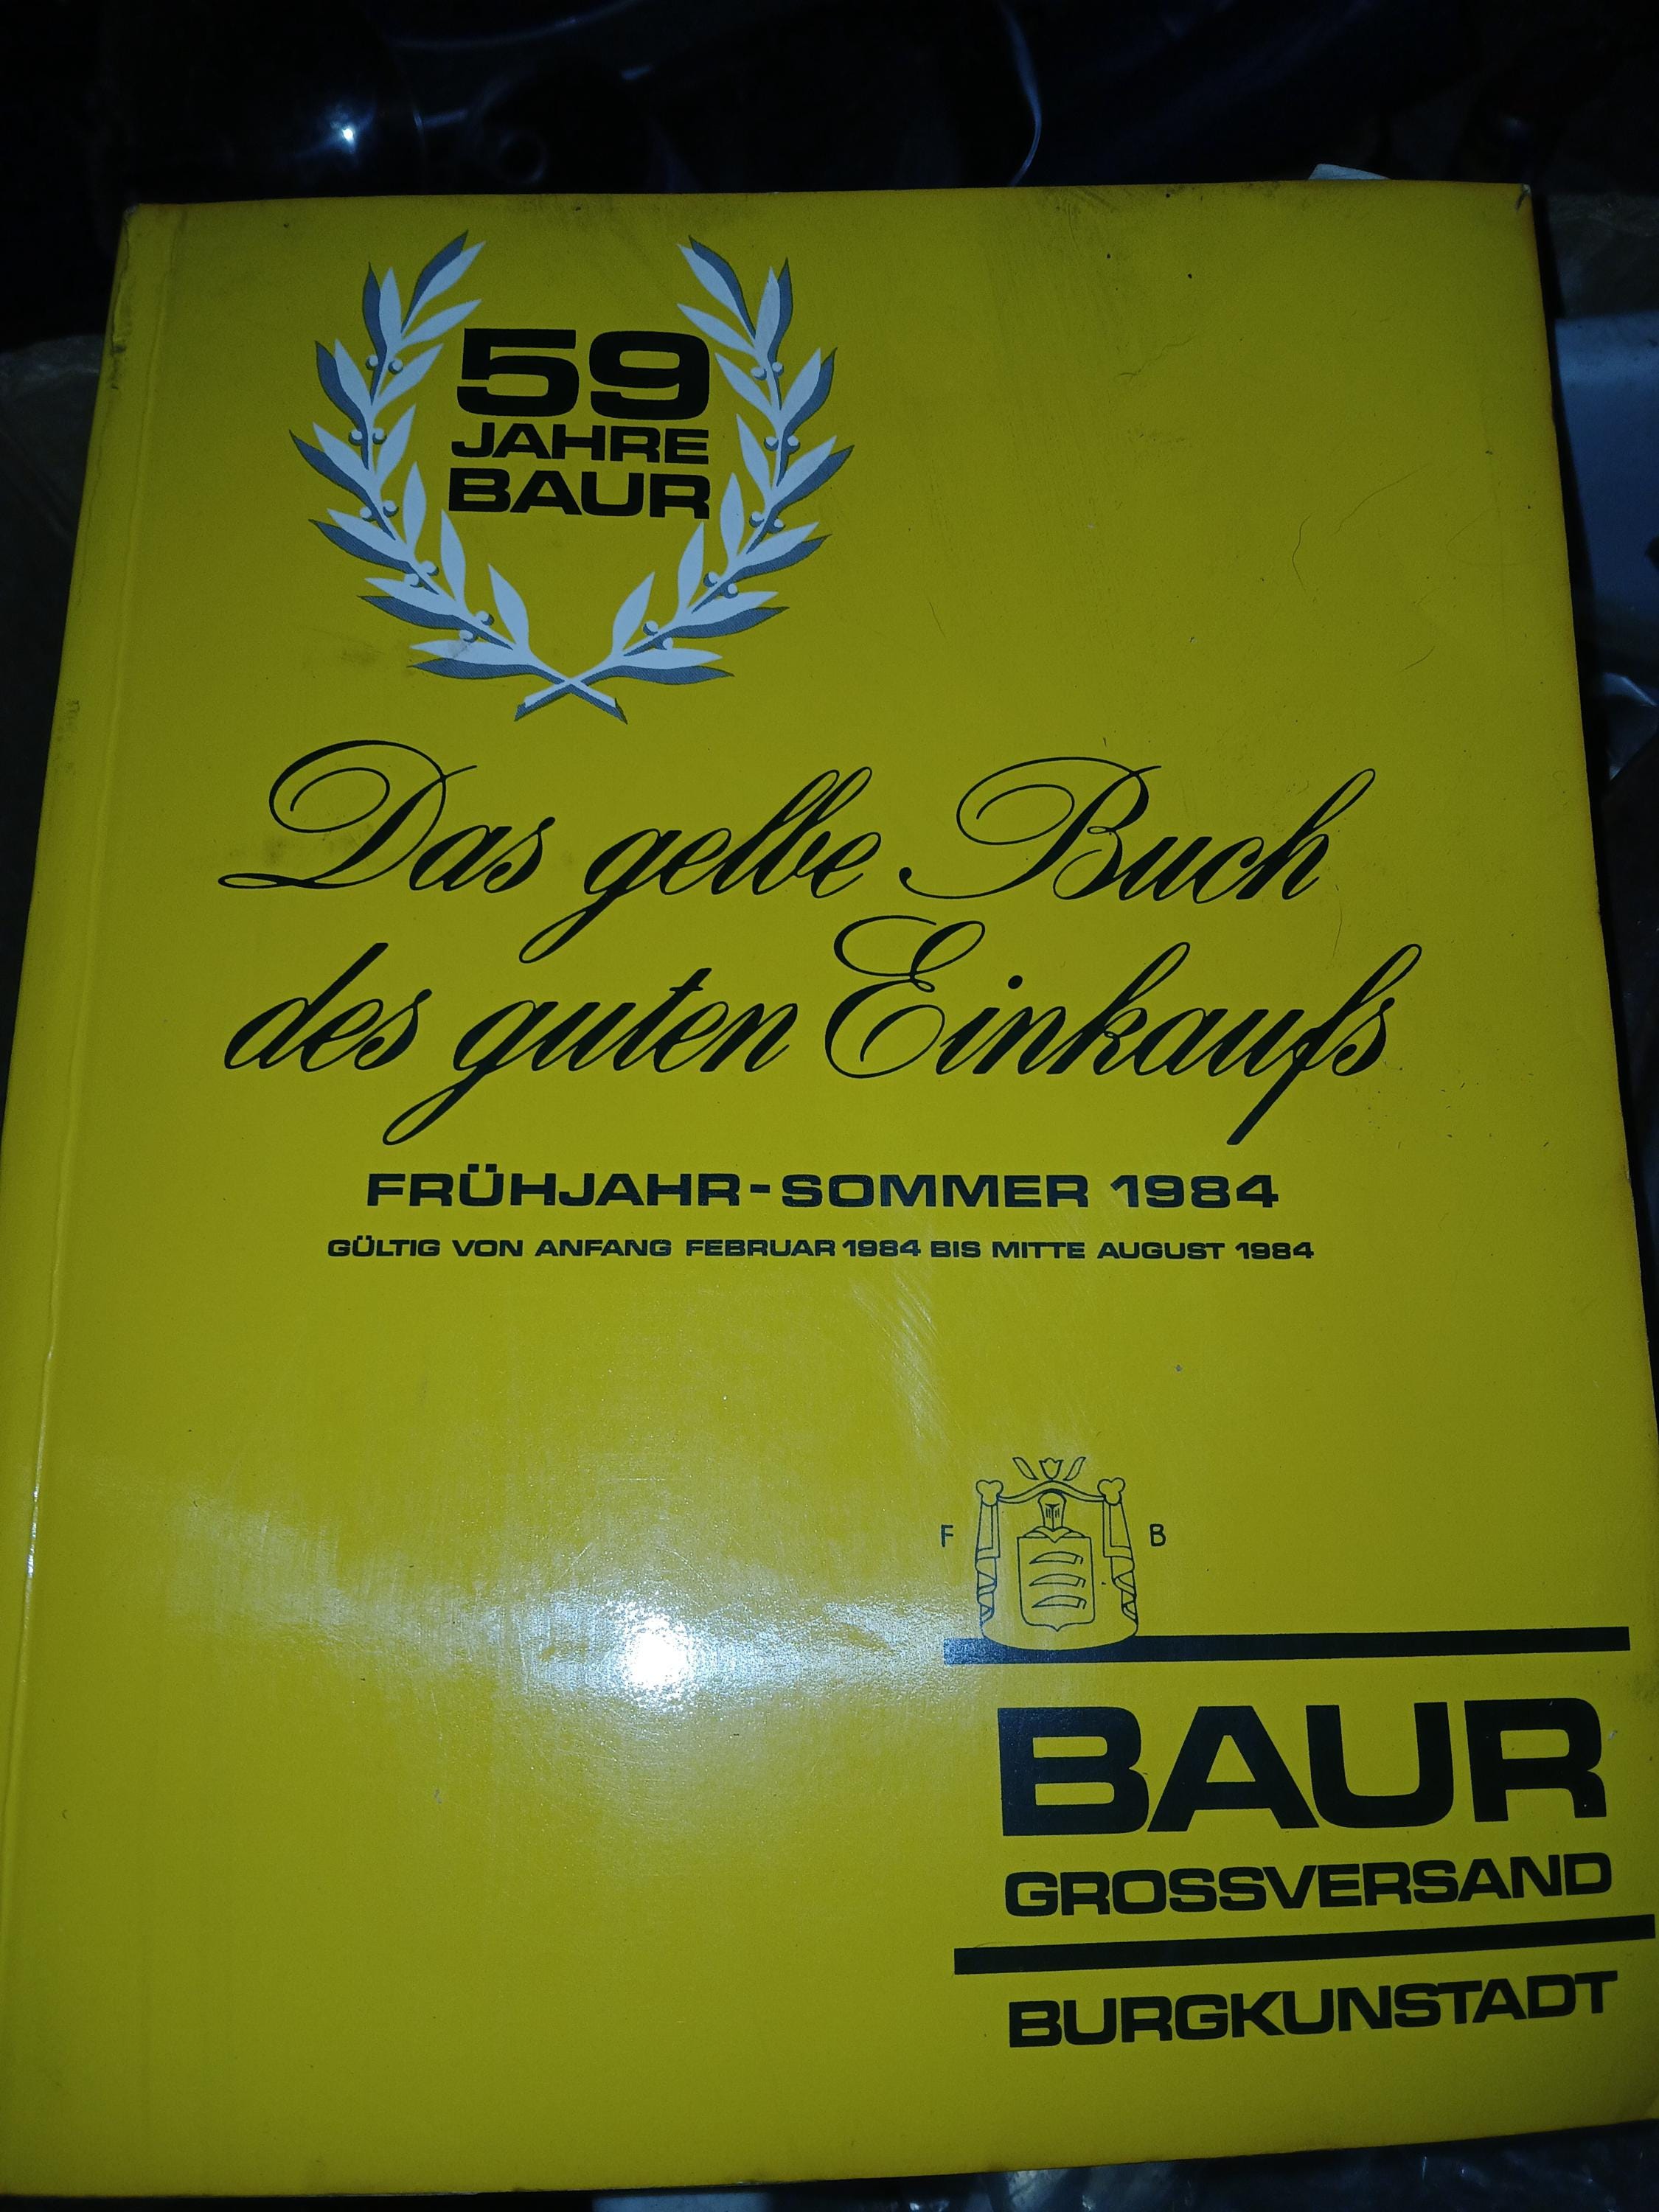 59
JAHRE
BAUR
Das gelbe Buch
des guten Einkaufs
FRÜHJAHR-SOMMER 1984
GÜLTIG VON ANFANG FEBRUAR 1984 BIS MITTE AUGUST 1984
F B
BAUR
GROSSVERSAND
BURGKUNSTADT